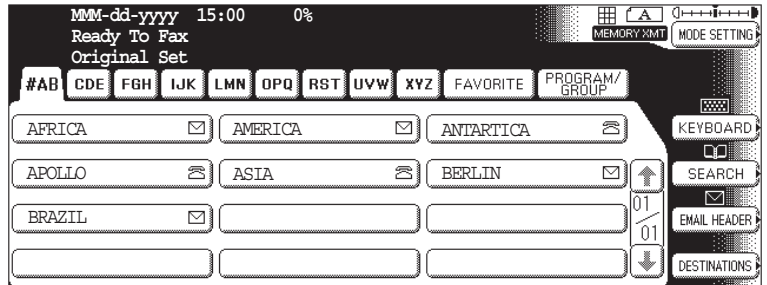 MMM-dd-yyyy 15:00 0%
Ready To Fax
Original Set
A
MEMORY XMT
MODE SETTING
#AB CDE FGH IJK LMN OPQ RST UVW XYZ FAVORITE PROGRAM/
GROUP
AFRICA AMERICA ANTARTICA
KEYBOARD
APOLLO ASIA BERLIN
SEARCH
BRAZIL
01
01
EMAIL HEADER
DESTINATIONS